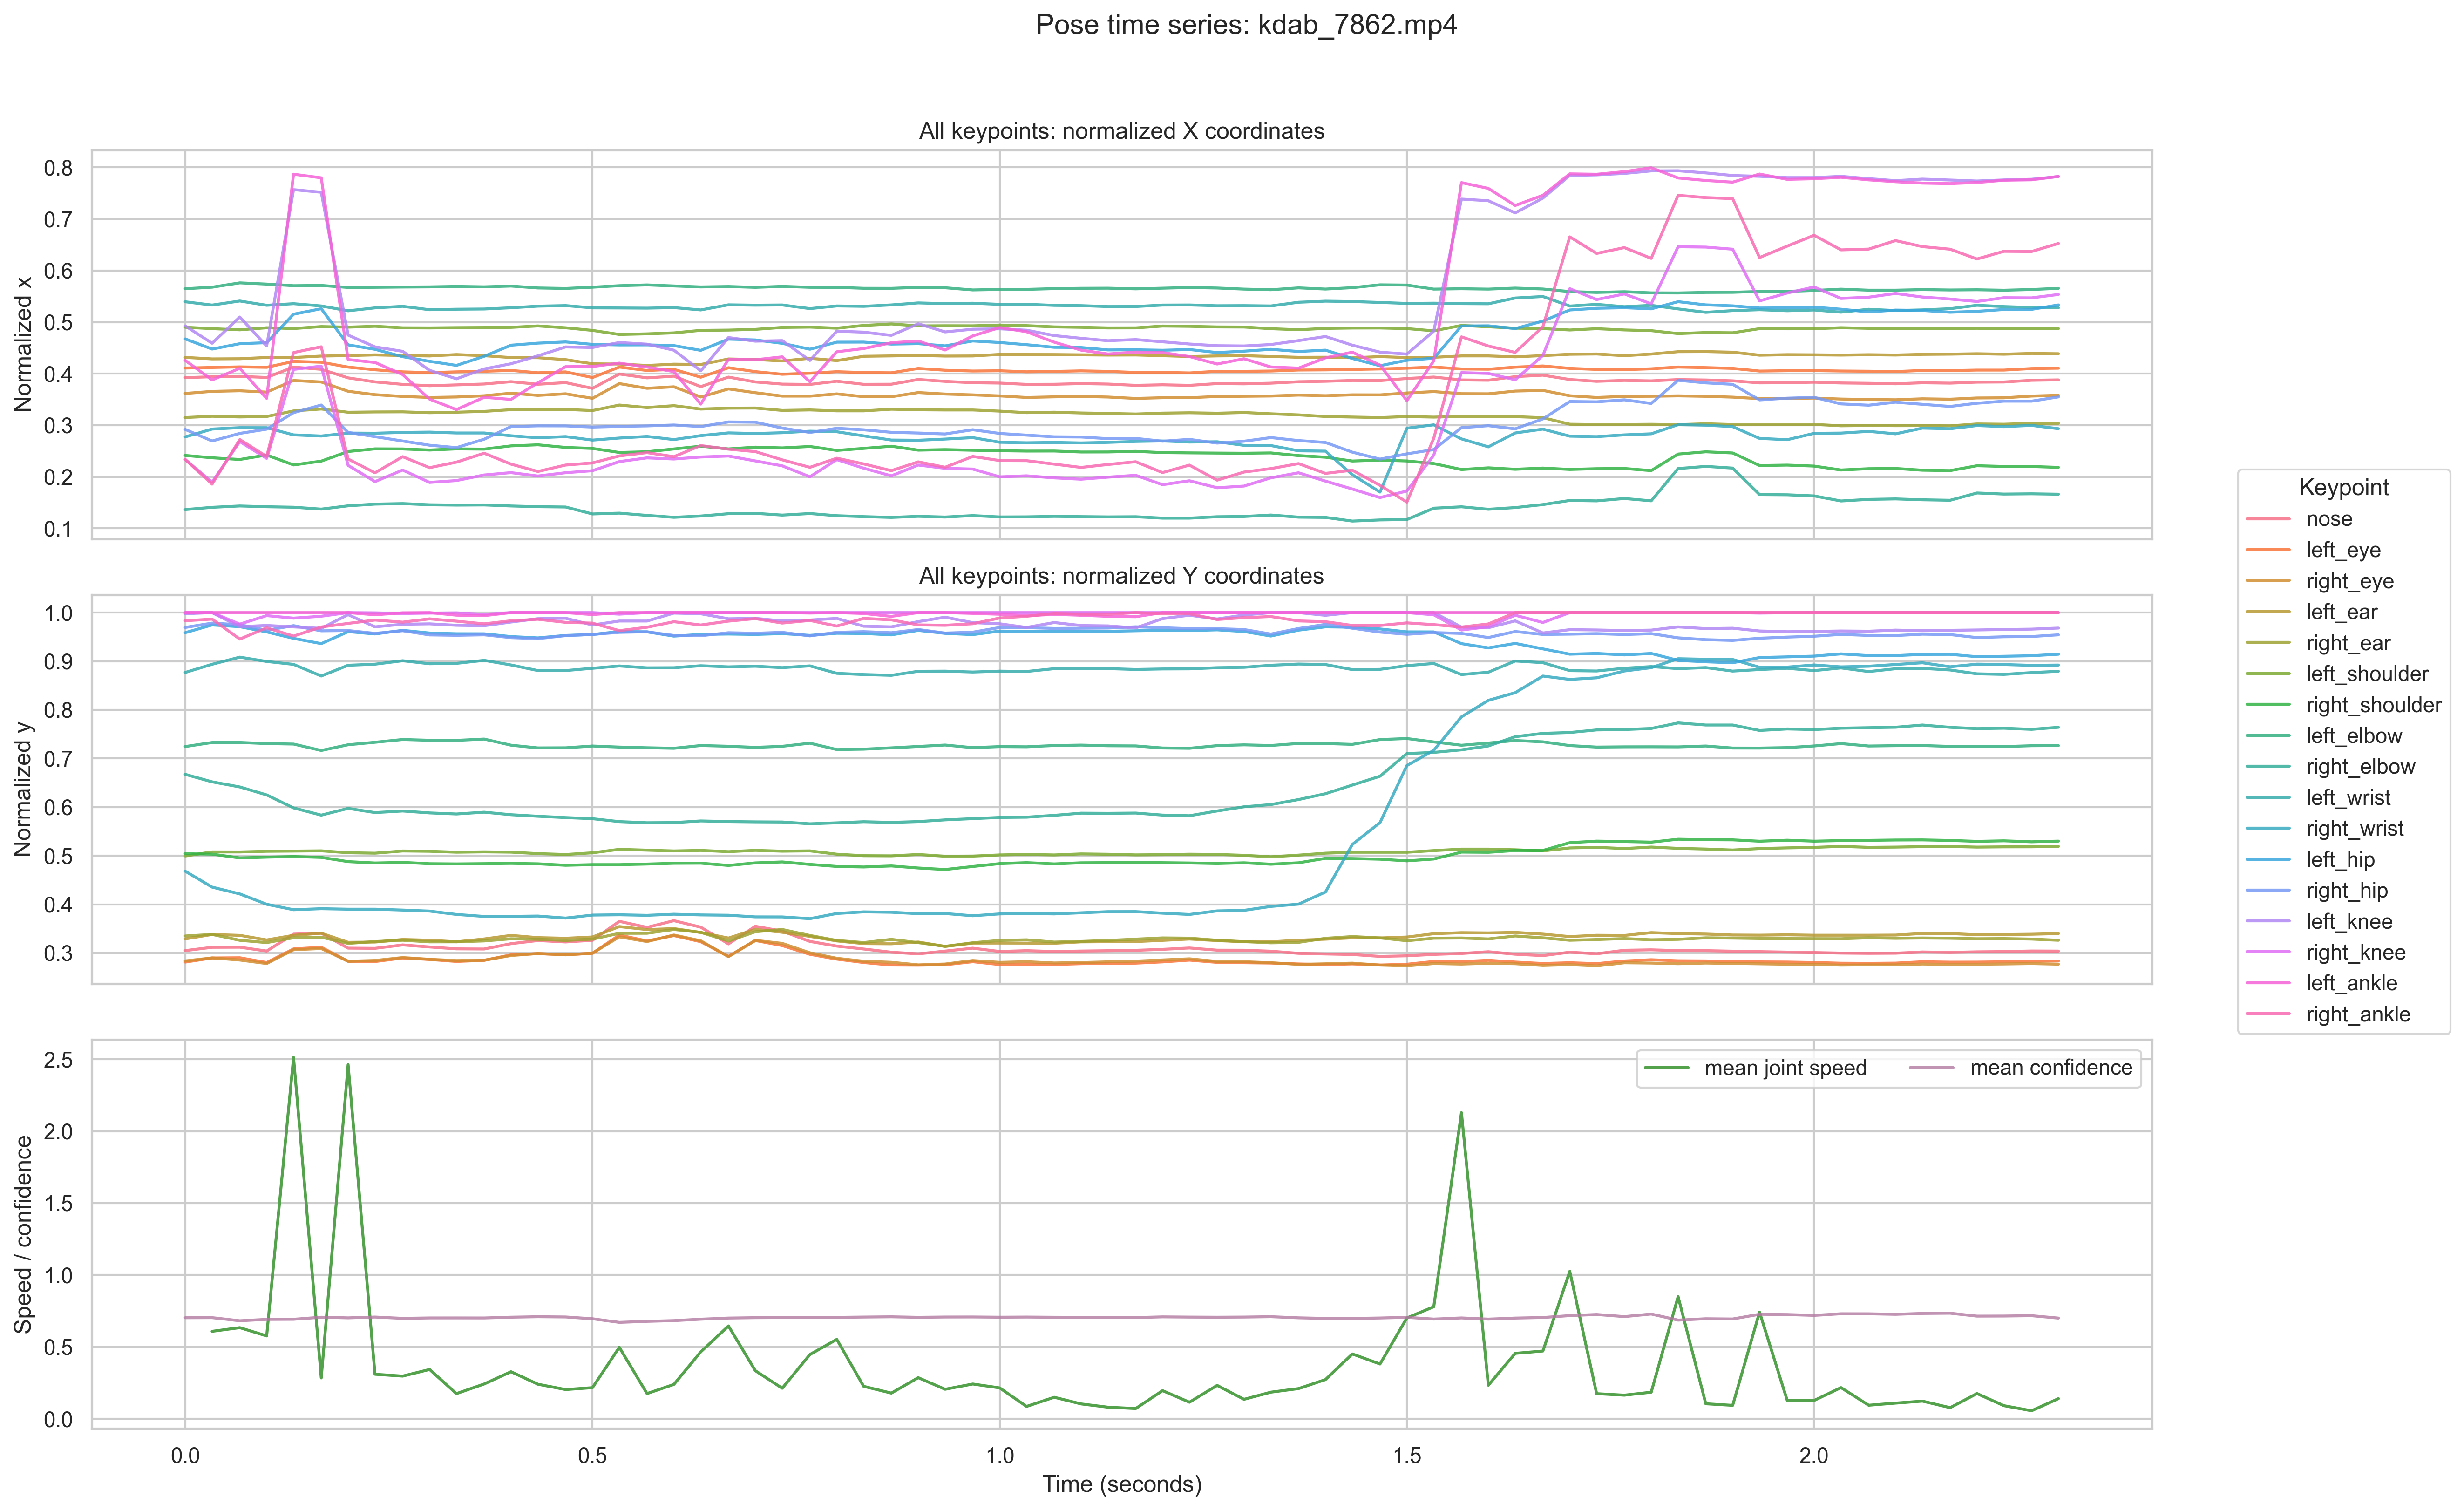 Pose time series: kdab_7862.mp4
All keypoints: normalized X coordinates
Normalized x
0.8
0.7
0.6
0.5
0.4
0.3
0.2
0.1
All keypoints: normalized Y coordinates
Normalized y
1.0
0.9
0.8
0.7
0.6
0.5
0.4
0.3
Keypoint
nose
left_eye
right_eye
left_ear
right_ear
left_shoulder
right_shoulder
left_elbow
right_elbow
left_wrist
right_wrist
left_hip
right_hip
left_knee
right_knee
left_ankle
right_ankle
mean joint speed mean confidence
Speed / confidence
2.5
2.0
1.5
1.0
0.5
0.0
0.0 0.5 1.0 1.5 2.0
Time (seconds)